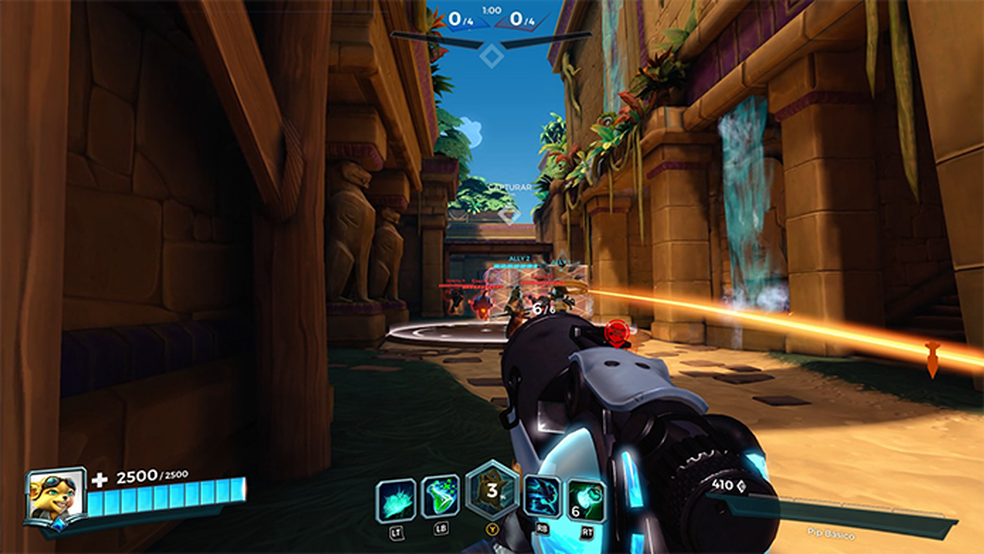 1:00
0/4 0/4
CAPTURAR
ALLY 2
6/6
2500/2500
3
6
410
LT LB Y RB RT
Pip Básico